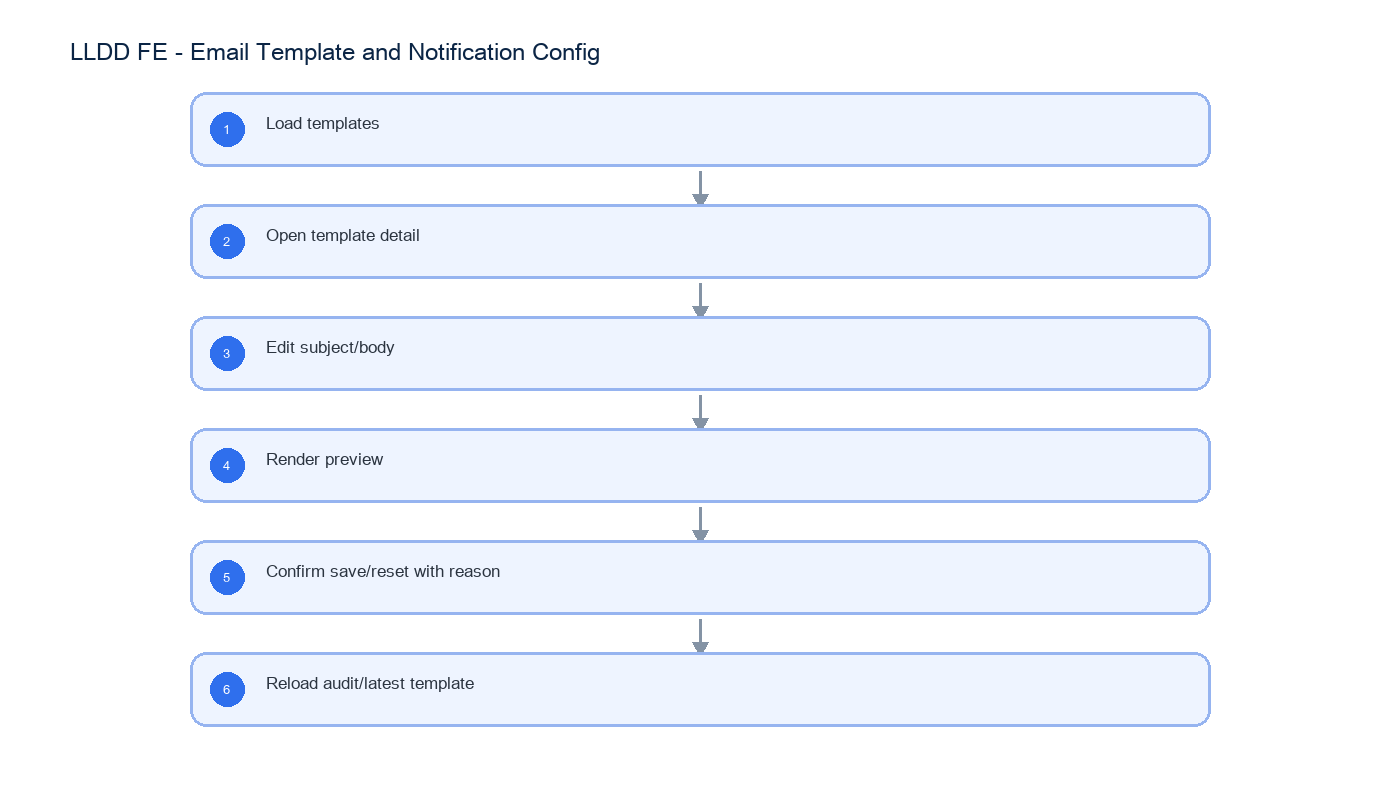 LLDD FE - Email Template and Notification Config
1 Load templates
2 Open template detail
3 Edit subject/body
4 Render preview
5 Confirm save/reset with reason
6 Reload audit/latest template